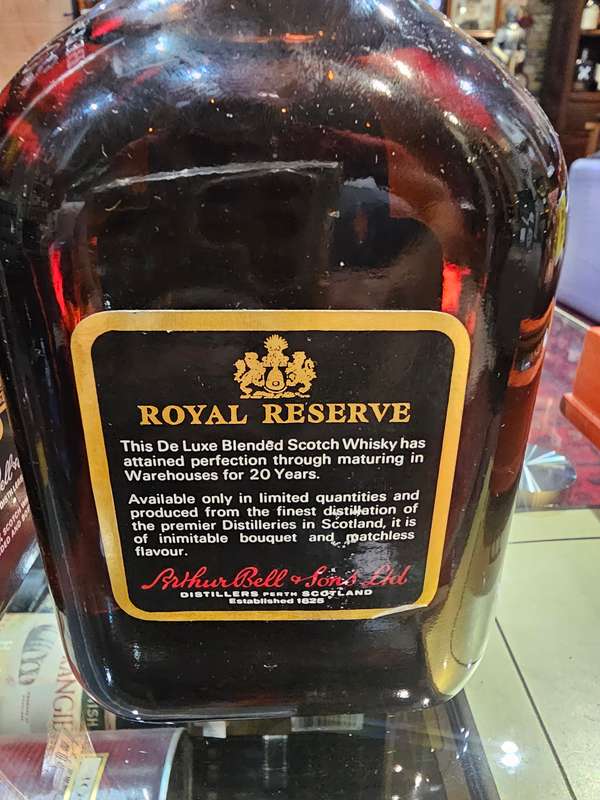 ROYAL RESERVE
This De Luxe Blended Scotch Whisky has
attained perfection through maturing in
Warehouses for 20 Years.
Available only in limited quantities and
produced from the finest distillation of
the premier Distilleries in Scotland, it is
of inimitable bouquet and matchless
flavour.
Arthur Bell & Sons Ltd
DISTILLERS PERTH SCOTLAND
Established 1825